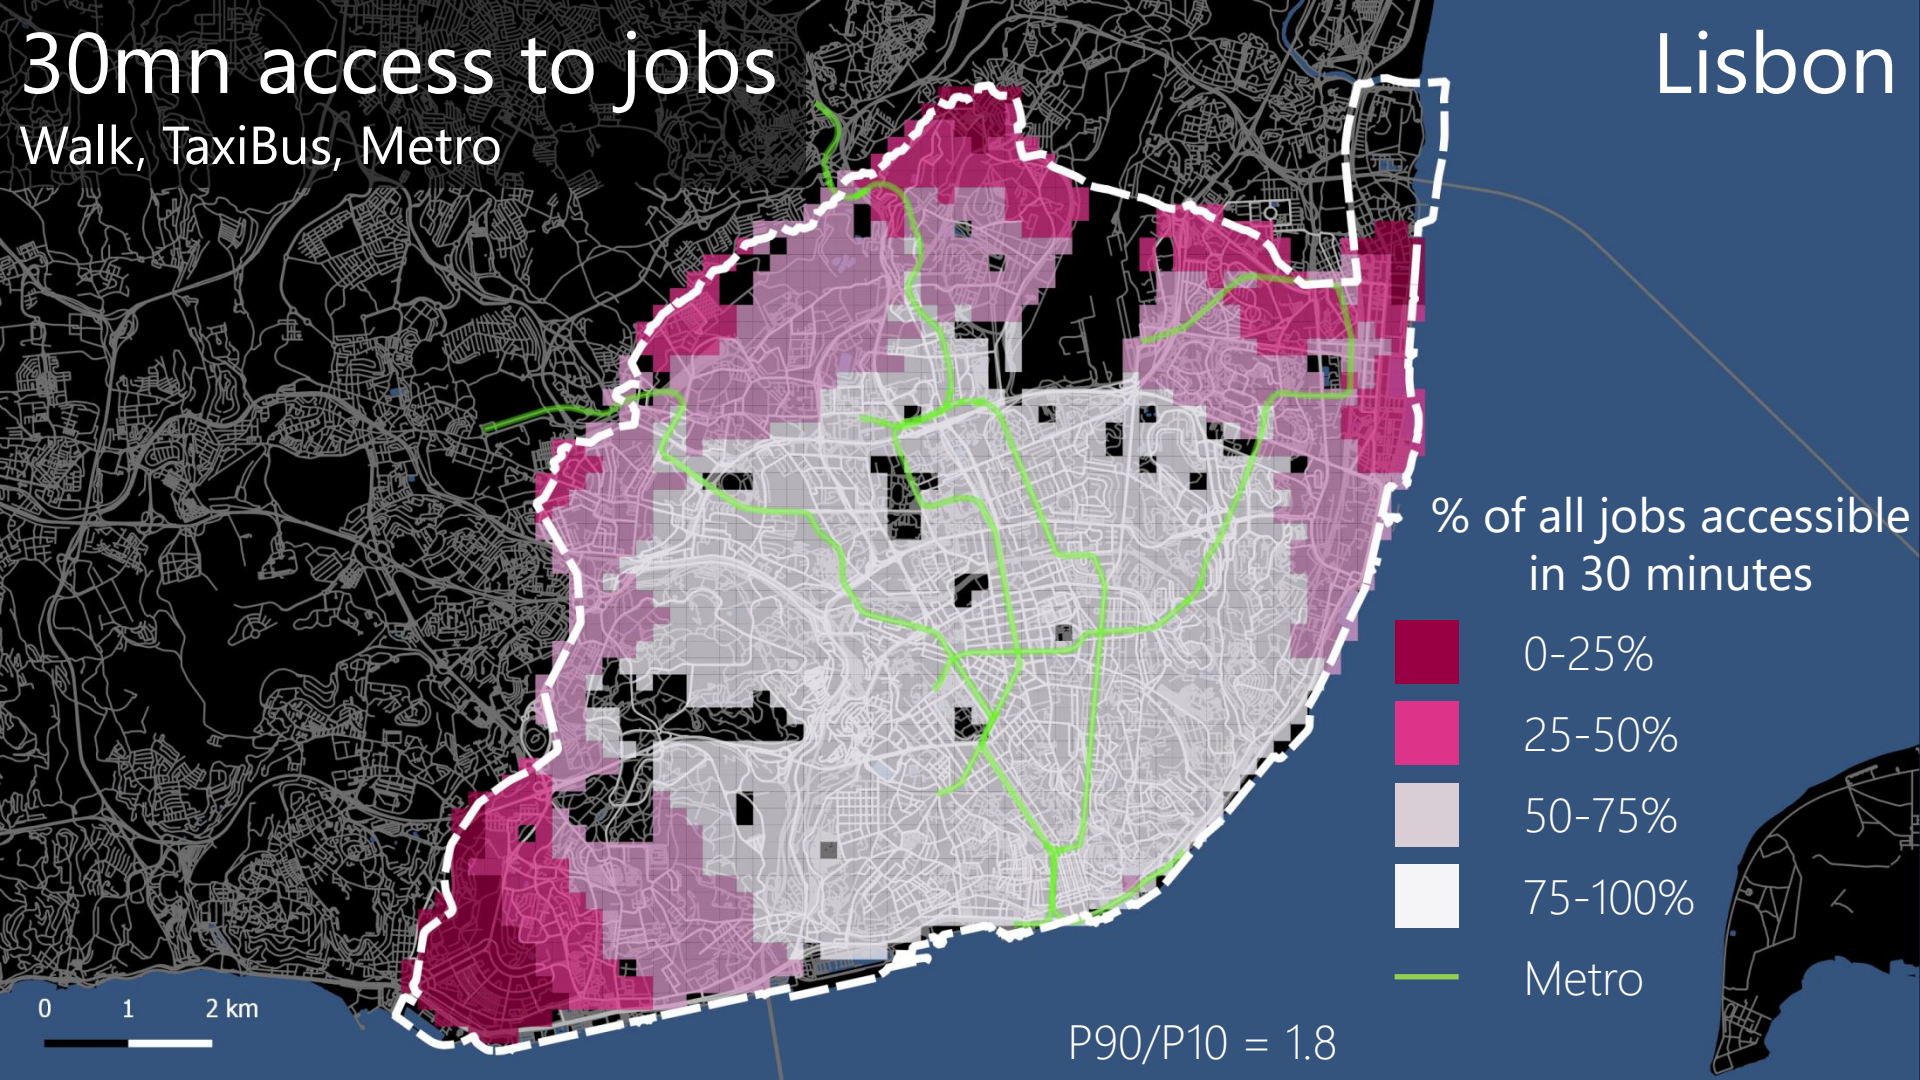 30mn access to jobs
Walk, TaxiBus, Metro
Lisbon
% of all jobs accessible
in 30 minutes
0-25%
25-50%
50-75%
75-100%
Metro
0 1 2 km
P90/P10 = 1.8